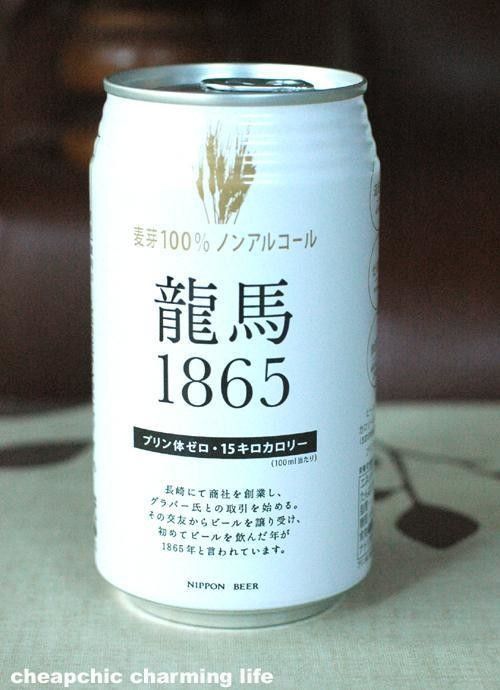 麦芽100% ノンアルコール
龍馬
1865
プリン体ゼロ・15キロカロリー
(100ml当たり)
長崎にて商社を創業し、
グラバー氏との取引を始める。
その交友からビールを譲り受け、
初めてビールを飲んだ年が
1865年と言われています。
NIPPON BEER
cheapchic charming life